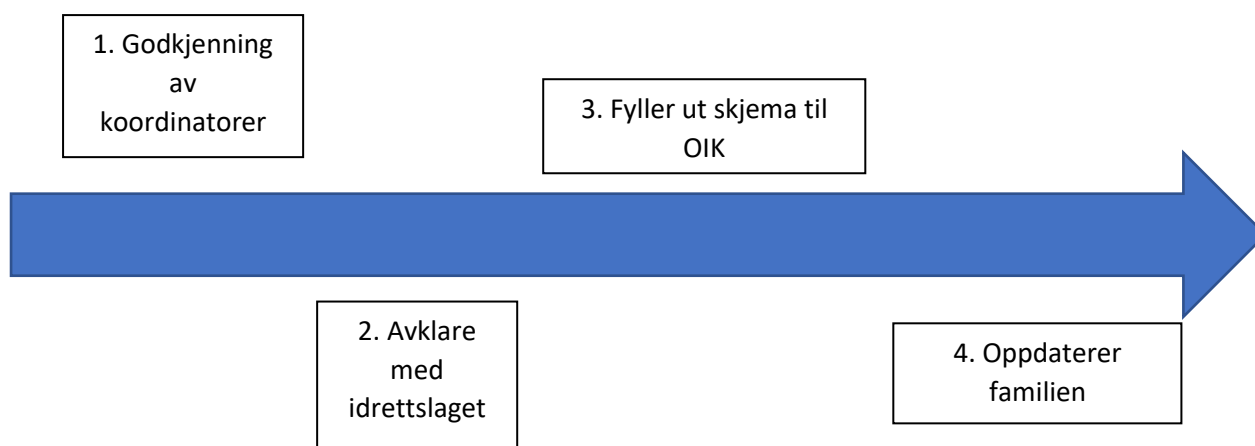 1. Godkjenning
av
koordinatorer
2. Avklare
med
idrettslaget
3. Fyller ut skjema til
OIK
4. Oppdaterer
familien